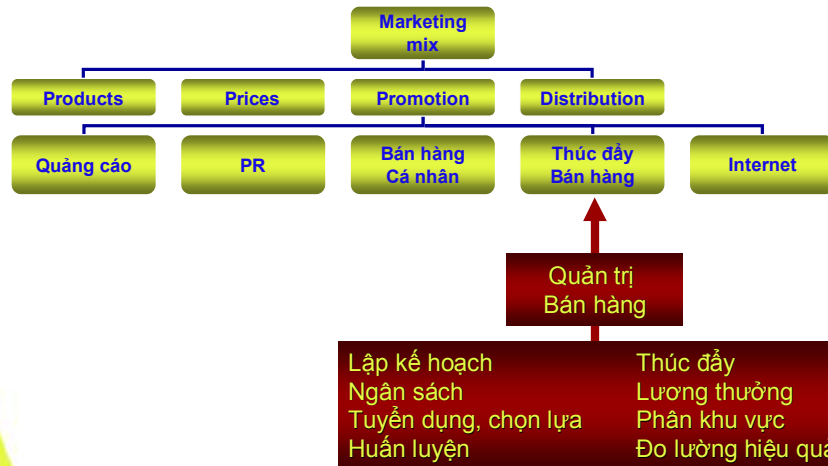 Marketing
mix
Products
Prices
Promotion
Distribution
Quảng cáo
PR
Bán hàng
Cá nhân
Thúc đẩy
Bán hàng
Internet
Quản trị
Bán hàng
Lập kế hoạch
Ngân sách
Tuyển dụng, chọn lựa
Huấn luyện
Thúc đẩy
Lương thưởng
Phân khu vực
Đo lường hiệu quả